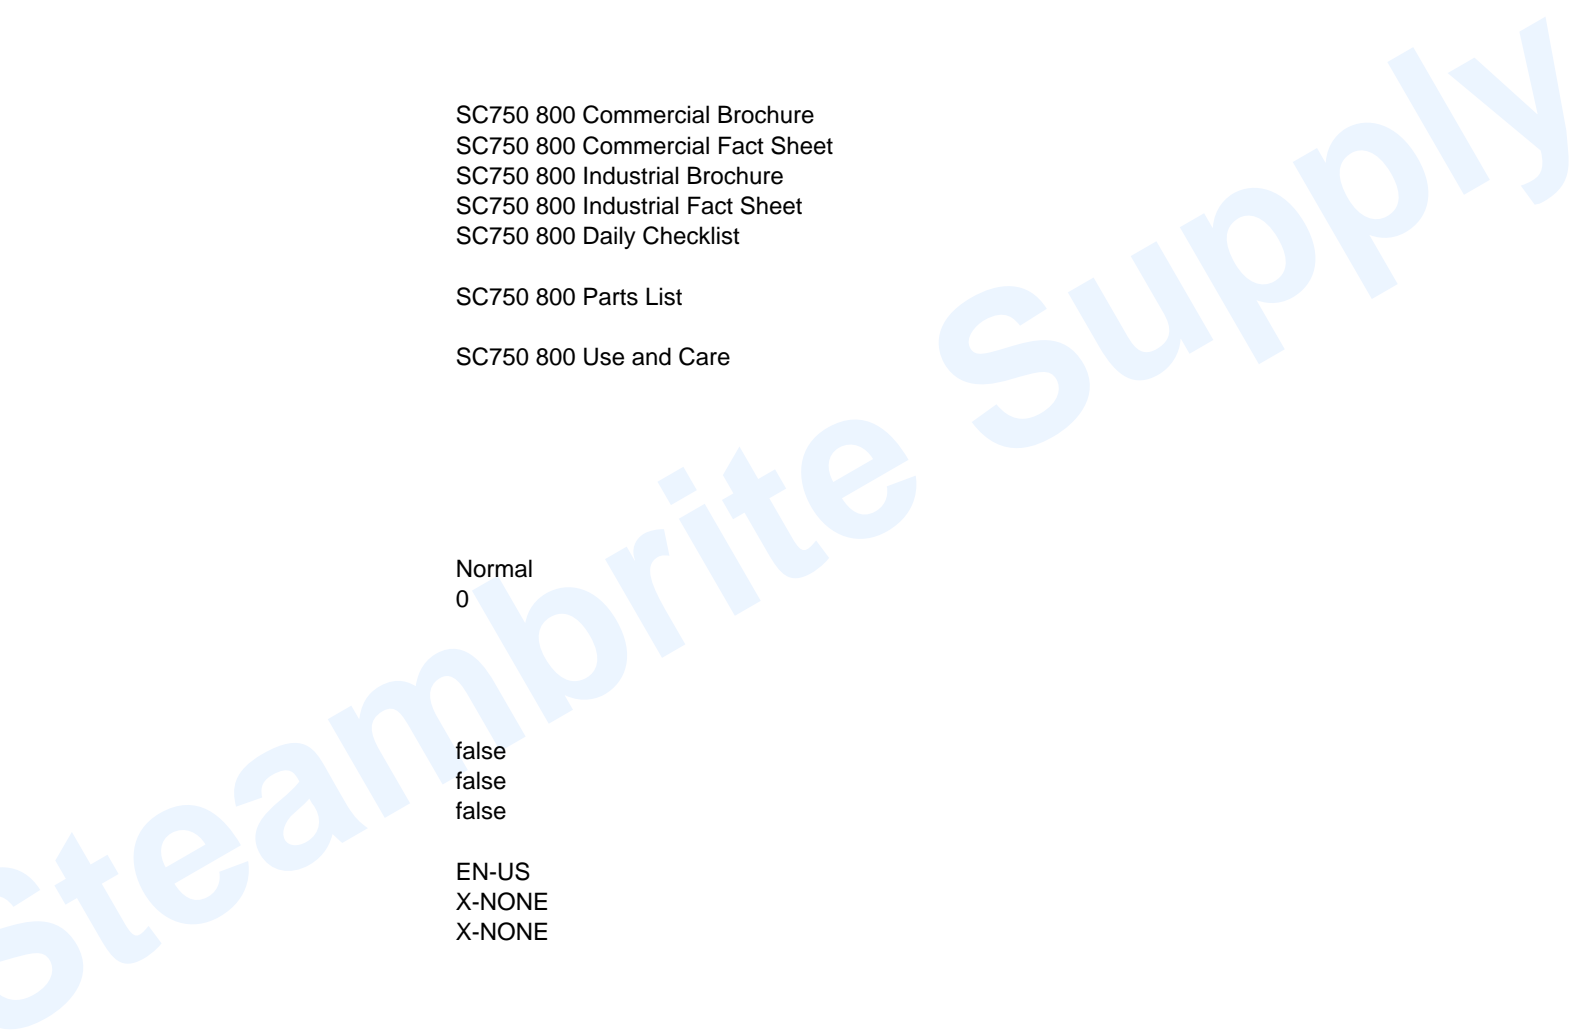 SC750 800 Commercial Brochure
SC750 800 Commercial Fact Sheet
SC750 800 Industrial Brochure
SC750 800 Industrial Fact Sheet
SC750 800 Daily Checklist
SC750 800 Parts List
SC750 800 Use and Care
Normal
0
false
false
false
EN-US
X-NONE
X-NONE
Steambrite Supply